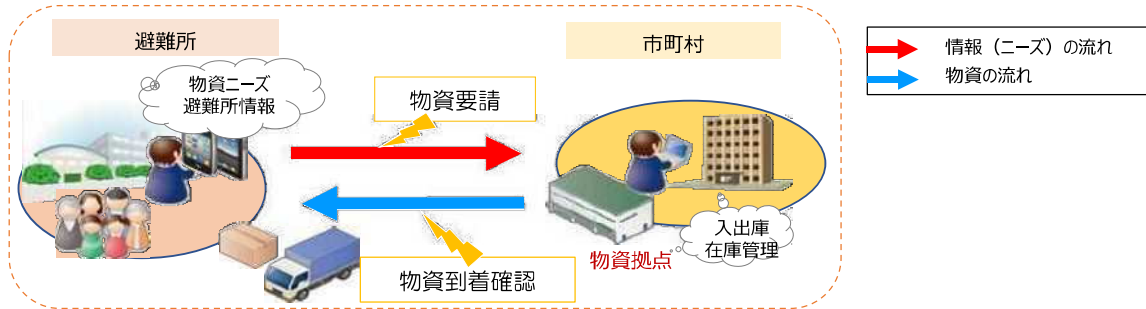 避難所
市町村
物資ニーズ
避難所情報
物資要請
物資到着確認
物資拠点
入出庫
在庫管理
情報（ニーズ）の流れ
物資の流れ